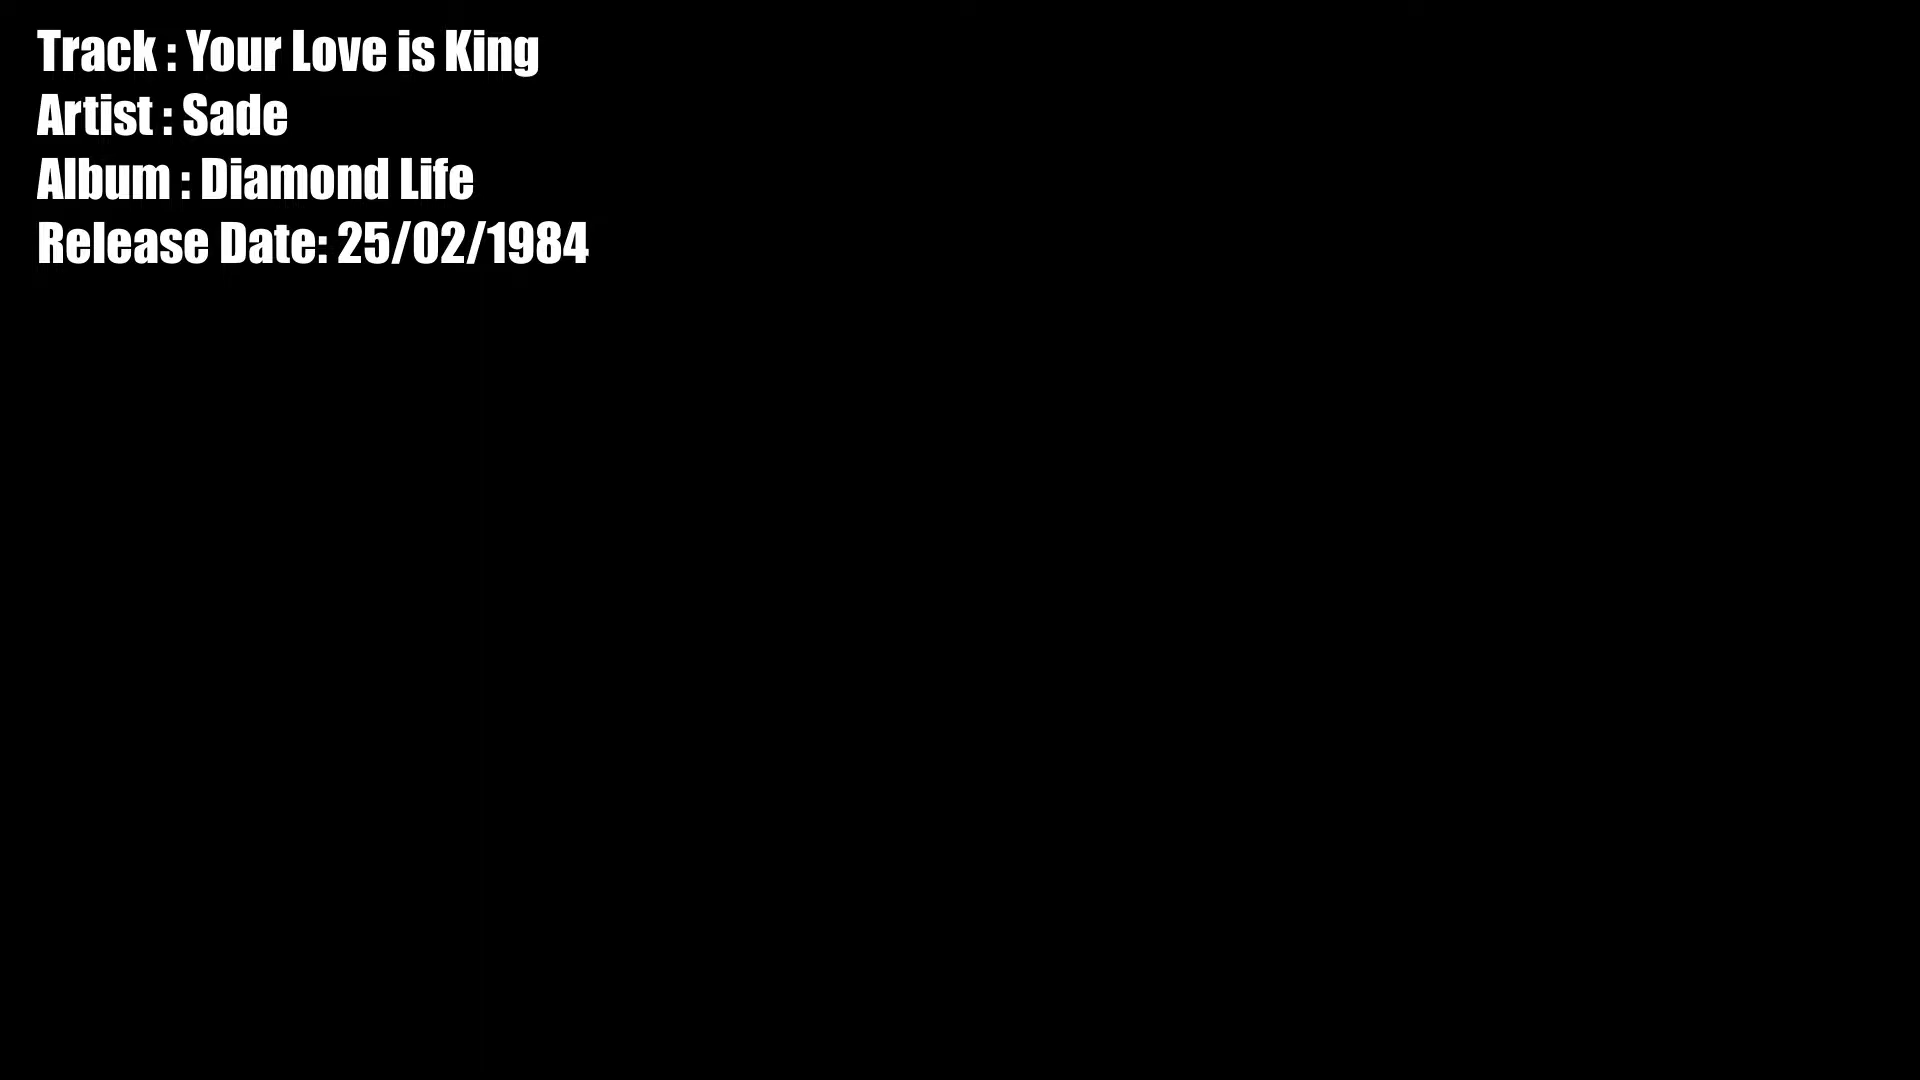 Track : Your Love is King
Artist : Sade
Album : Diamond Life
Release Date: 25/02/1984